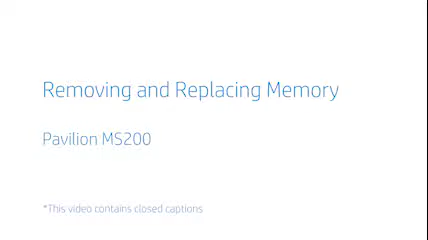 Removing and Replacing Memory
Pavilion MS200
*This video contains closed captions